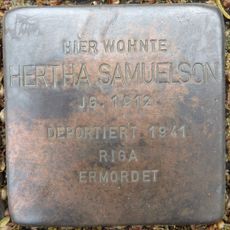 HIER WOHNTE
HERTHA SAMUELSON
JG. 1912
DEPORTIERT 1941
RIGA
ERMORDET